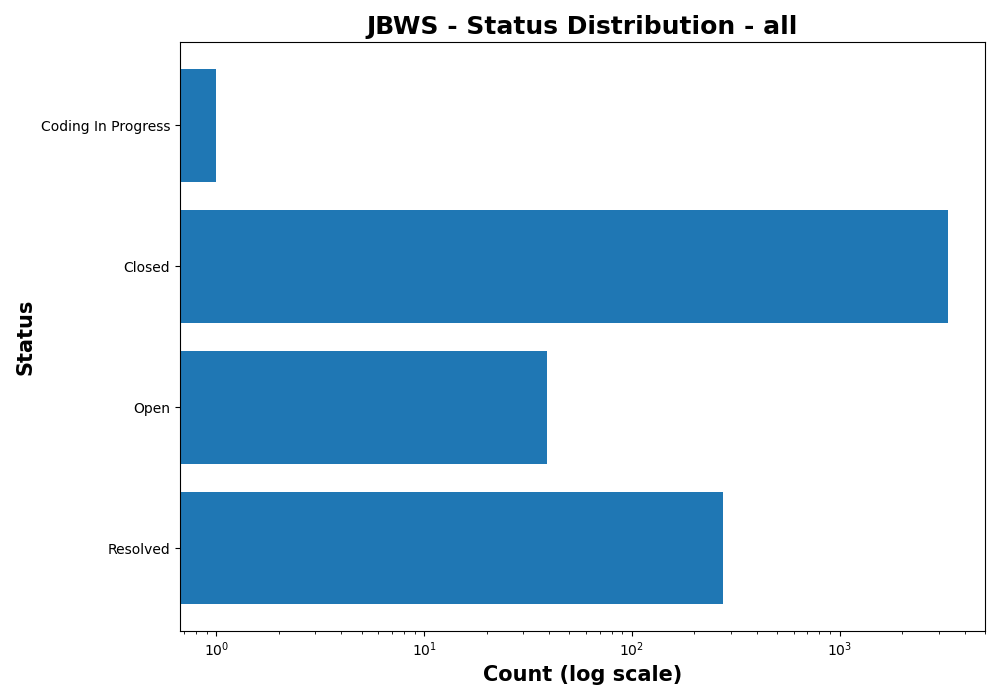 JBWS - Status Distribution - all
Status
Coding In Progress
Closed
Open
Resolved
10⁰ 10¹ 10² 10³
Count (log scale)